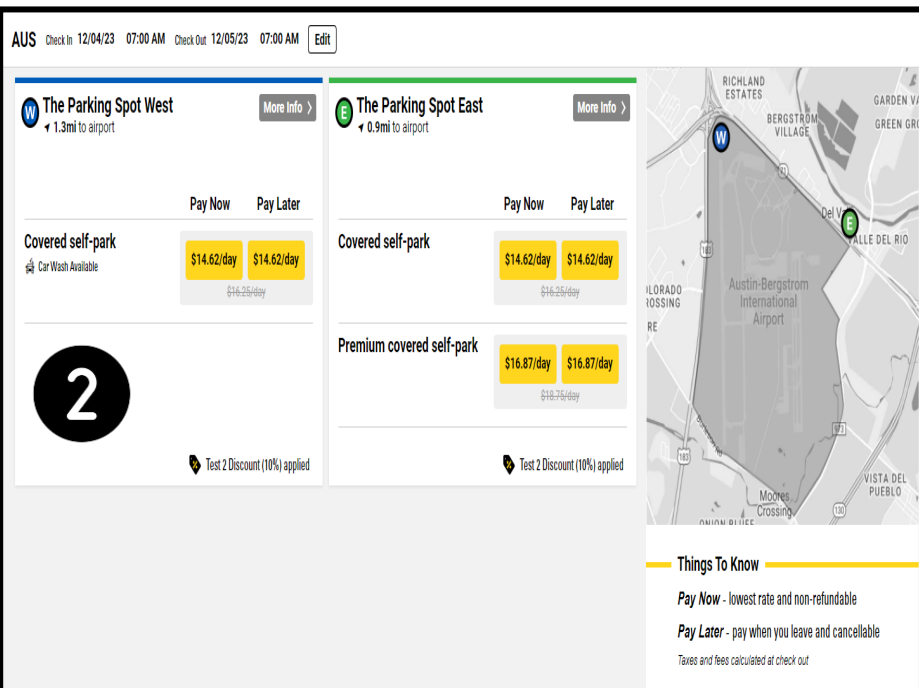 AUS Check In 12/04/23 07:00 AM Check Out 12/05/23 07:00 AM Edit
W The Parking Spot West More Info
1.3mi to airport
Pay Now Pay Later
Covered self-park
Car Wash Available
$14.62/day $14.62/day
$16.25/day
2
Test 2 Discount (10%) applied
E The Parking Spot East More Info
0.9mi to airport
Pay Now Pay Later
Covered self-park
$14.62/day $14.62/day
$16.25/day
Premium covered self-park
$16.87/day $16.87/day
$18.75/day
Test 2 Discount (10%) applied
RICHLAND
ESTATES
GARDEN VA
BERGSTROM
VILLAGE
GREEN GRO
W
71
Del Va
E
VALLE DEL RIO
183
OLORADO
ROSSING
RE
Austin-Bergstrom
International
Airport
183
973
VISTA DEL
PUEBLO
Moores
Crossing
130
ONION BLUFF
Things To Know
Pay Now - lowest rate and non-refundable
Pay Later - pay when you leave and cancellable
Taxes and fees calculated at check out